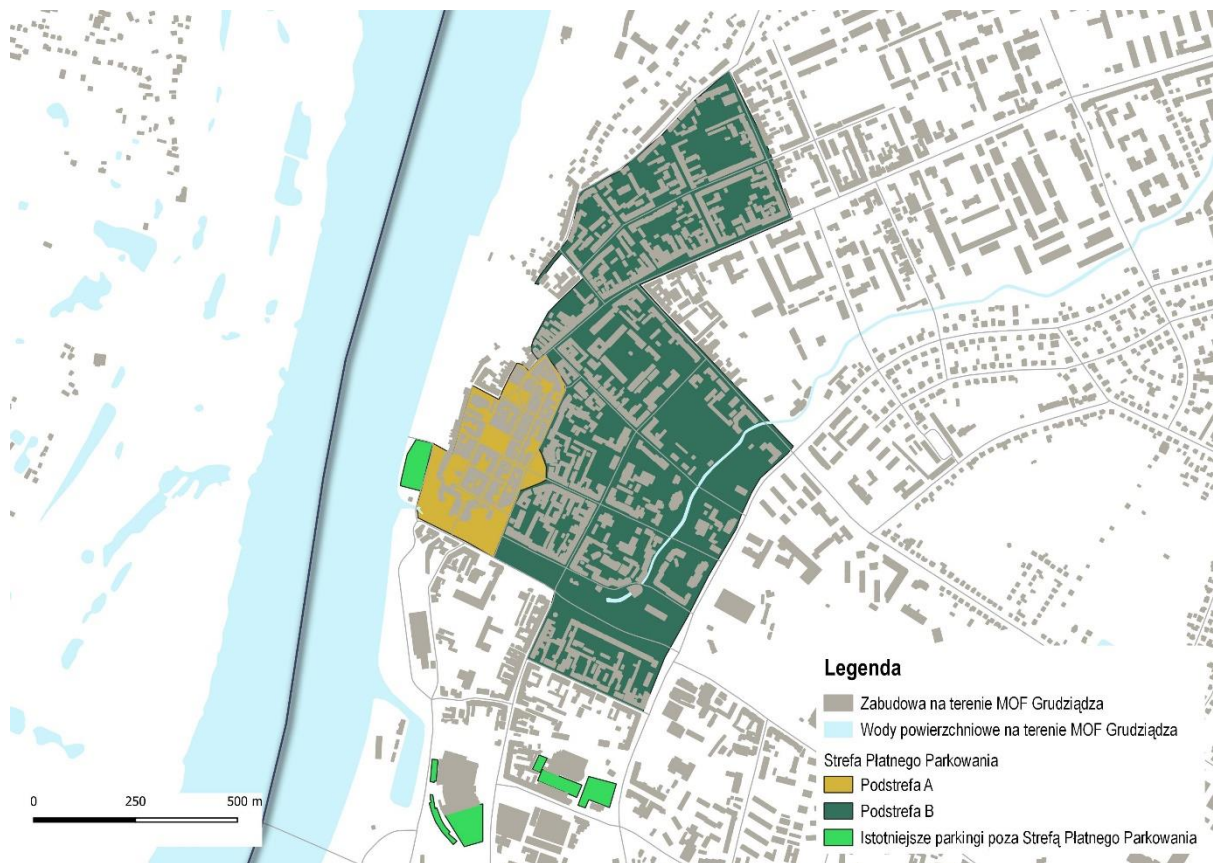 Legenda
Zabudowa na terenie MOF Grudziądza
Wody powierzchniowe na terenie MOF Grudziądza
Strefa Płatnego Parkowania
Podstrefa A
Podstrefa B
Istotniejsze parkingi poza Strefą Płatnego Parkowania
0 250 500 m